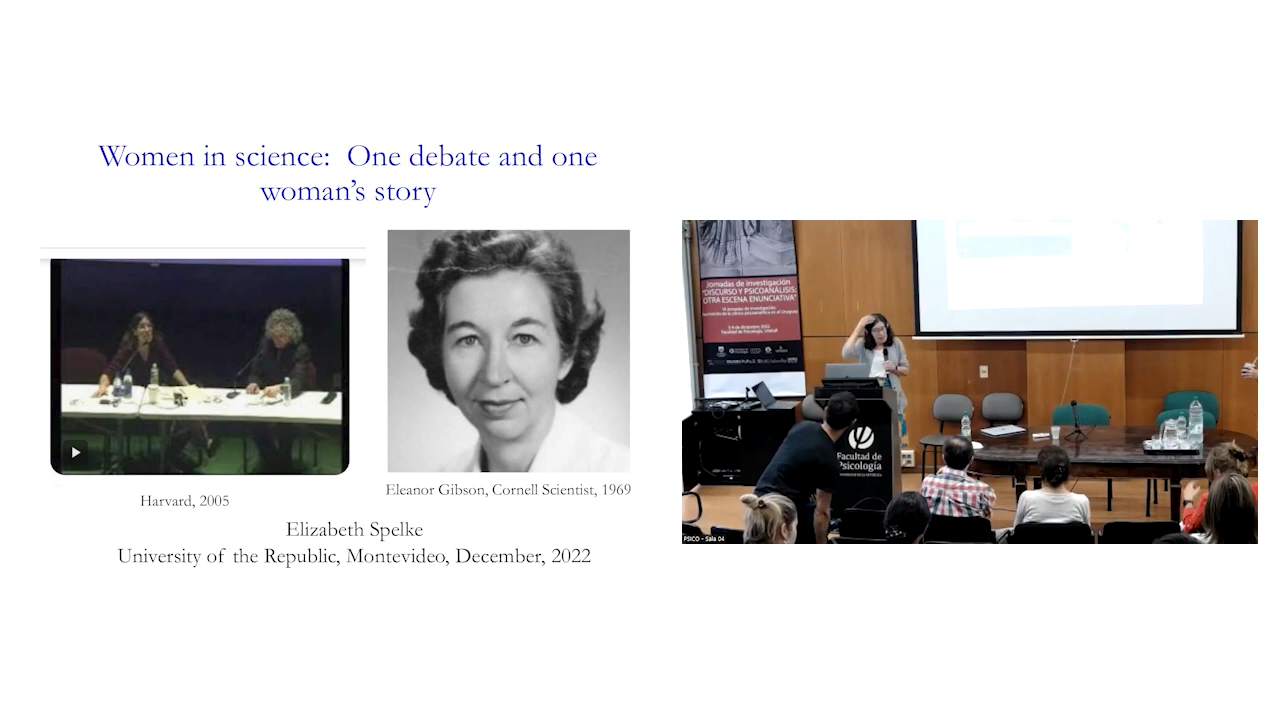 Women in science:  One debate and one
woman's story
Harvard, 2005
Eleanor Gibson, Cornell Scientist, 1969
Elizabeth Spelke
University of the Republic, Montevideo, December, 2022
Jornadas de investigación
"DISCURSO Y PSICOANÁLISIS:
OTRA ESCENA ENUNCIATIVA"
Facultad de
Psicología
PSICO - Sala 04